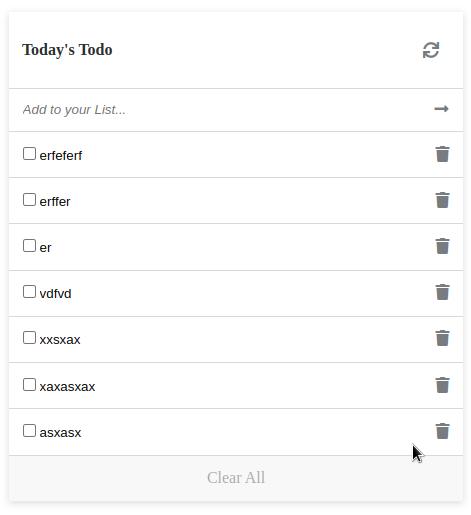 Today's Todo
Add to your List...
erfeferf
erffer
er
vdfvd
xxsxax
xaxasxax
asxasx
Clear All